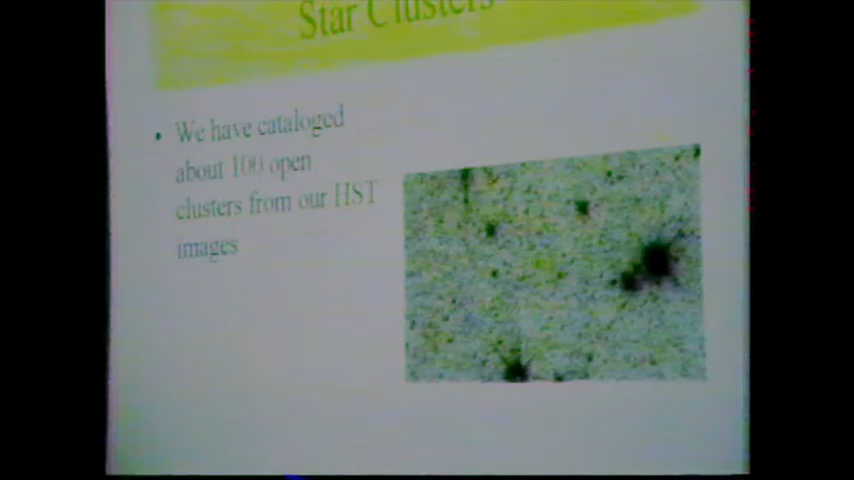 Star Clusters
• We have cataloged
about 100 open
clusters from our HST
images